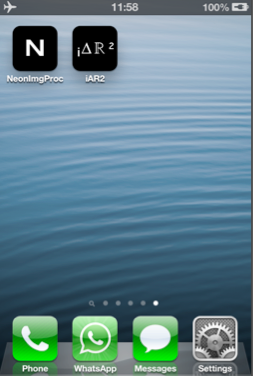 11:58
100%
N
iΔR²
NeonImgProc
iAR2
Phone
WhatsApp
Messages
Settings